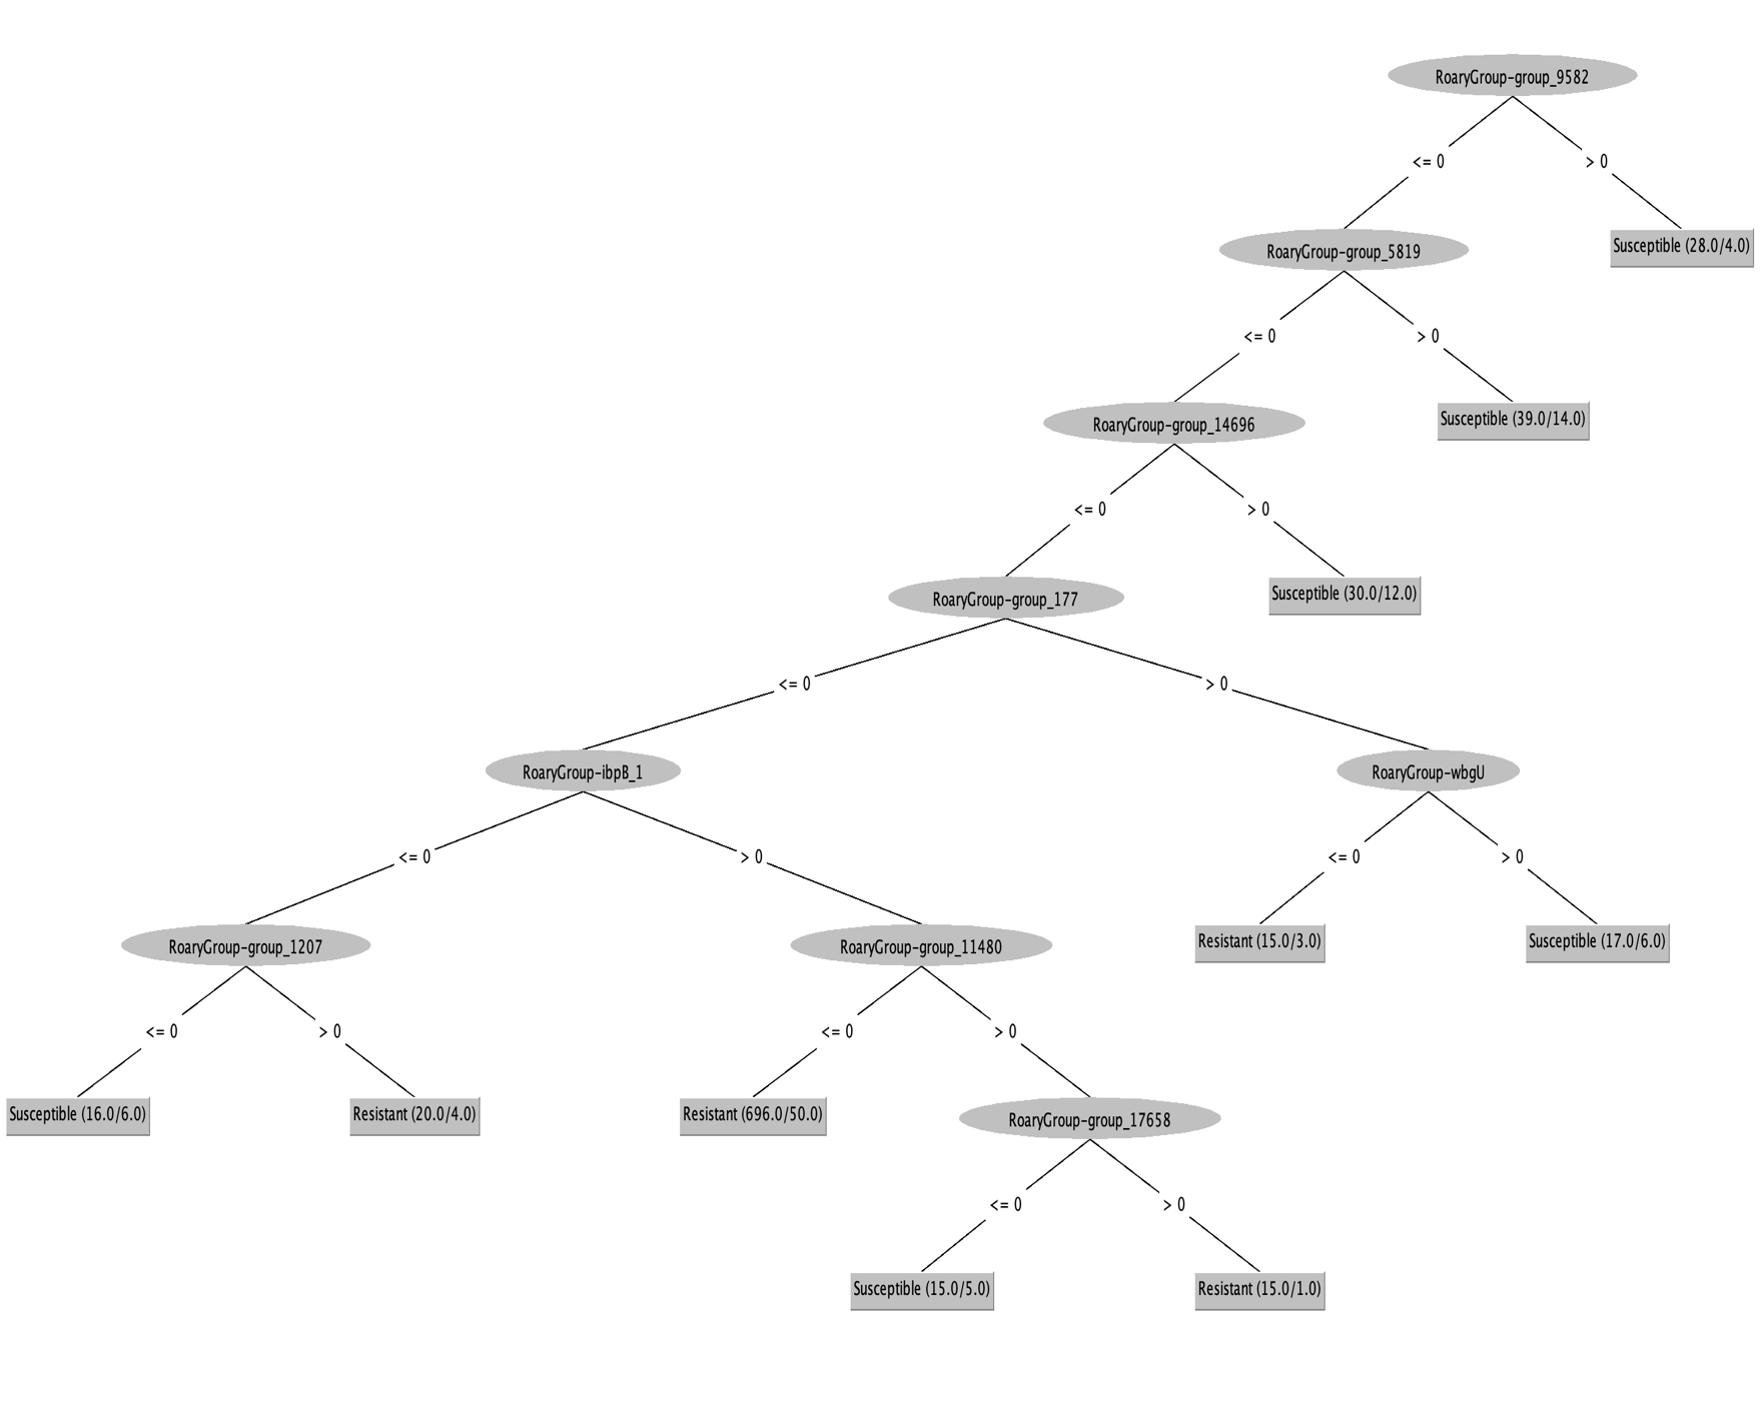 RoaryGroup-group_9582
<= 0
> 0
RoaryGroup-group_5819
Susceptible (28.0/4.0)
<= 0
> 0
RoaryGroup-group_14696
Susceptible (39.0/14.0)
<= 0
> 0
RoaryGroup-group_177
Susceptible (30.0/12.0)
<= 0
> 0
RoaryGroup-ibpB_1
RoaryGroup-wbgU
<= 0
> 0
<= 0
> 0
RoaryGroup-group_1207
RoaryGroup-group_11480
Resistant (15.0/3.0)
Susceptible (17.0/6.0)
<= 0
> 0
<= 0
> 0
Susceptible (16.0/6.0)
Resistant (20.0/4.0)
Resistant (696.0/50.0)
RoaryGroup-group_17658
<= 0
> 0
Susceptible (15.0/5.0)
Resistant (15.0/1.0)